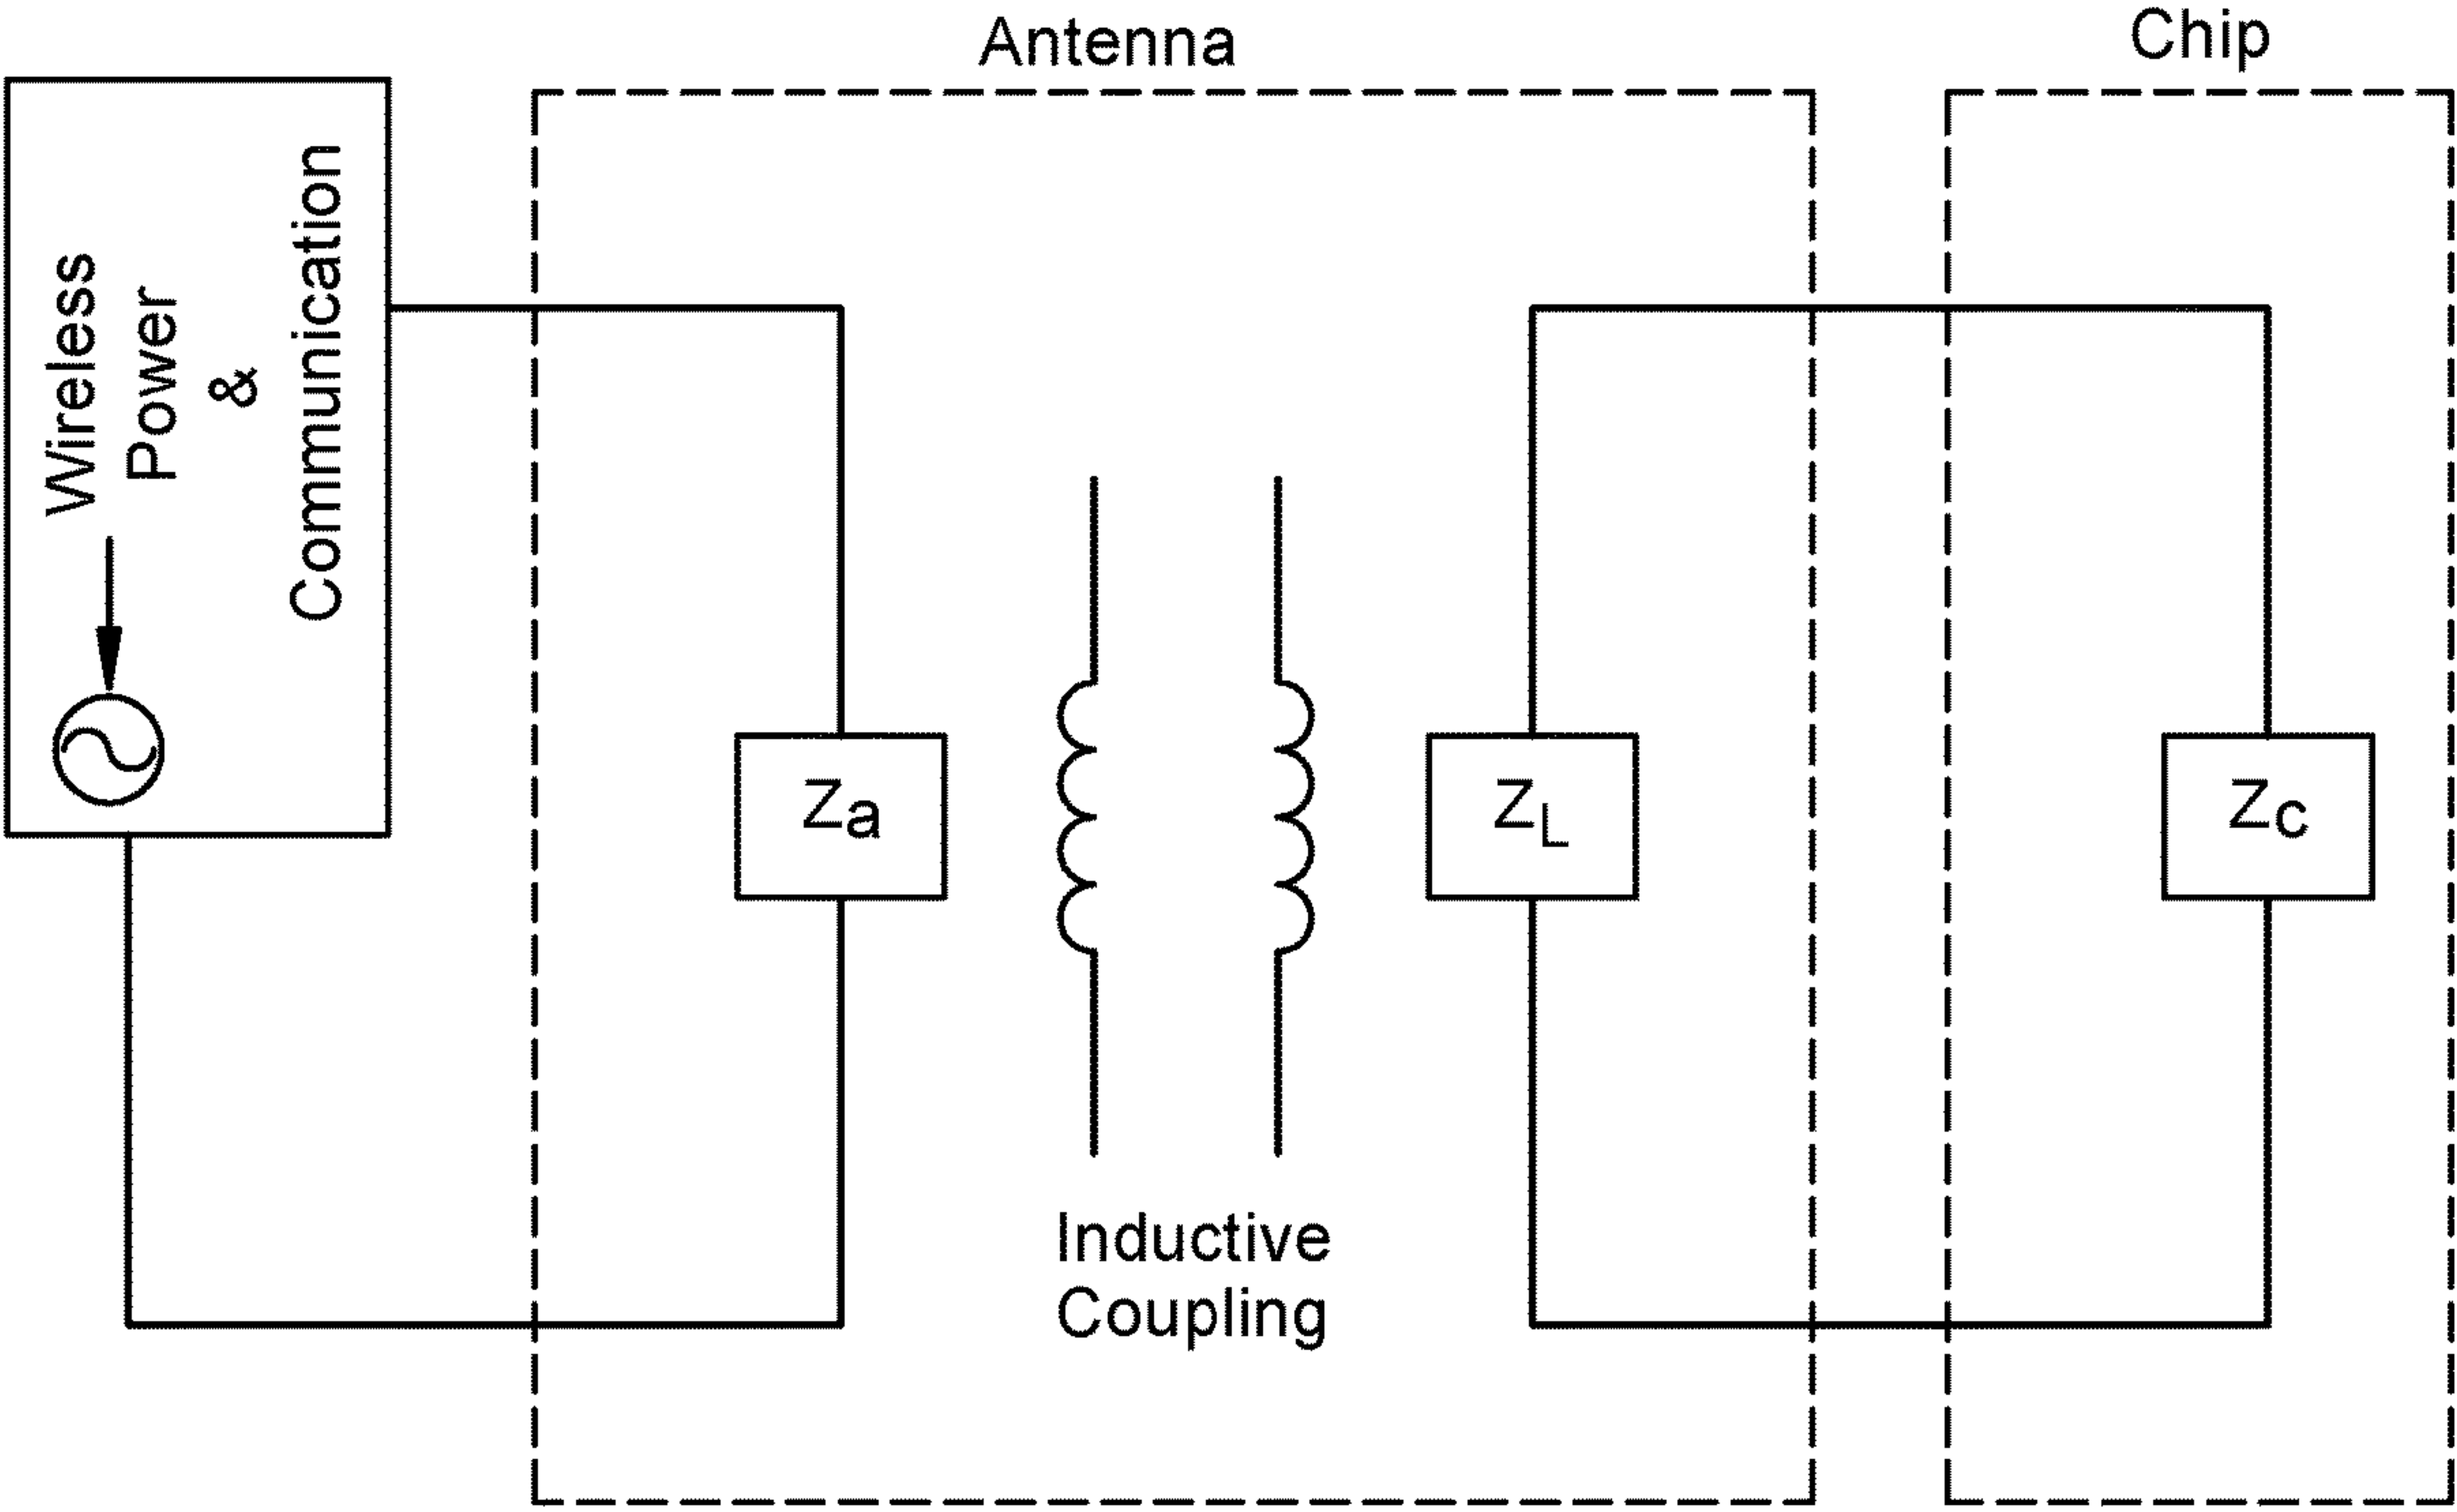 Antenna
Chip
Wireless
Power
&
Communication
Za
ZL
Zc
Inductive
Coupling